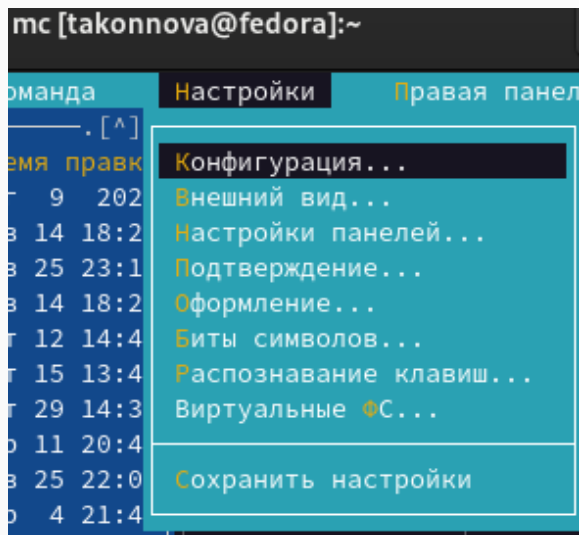 mc [takonnova@fedora]:~
оманда Настройки Правая панел
.[^]
емя правк Конфигурация...
9 202 Внешний вид...
14 18:2 Настройки панелей...
25 23:1 Подтверждение...
14 18:2 Оформление...
12 14:4 Биты символов...
15 13:4 Распознавание клавиш...
29 14:3 Виртуальные ФС...
11 20:4
25 22:0 Сохранить настройки
4 21:4